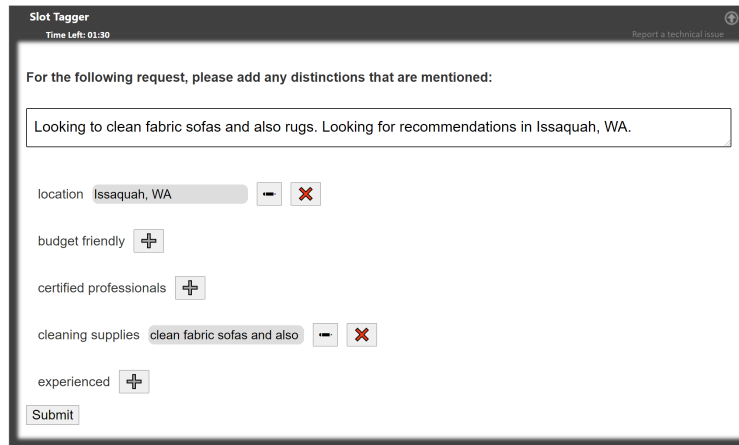 Slot Tagger
Time Left: 01:30
Report a technical issue
For the following request, please add any distinctions that are mentioned:
Looking to clean fabric sofas and also rugs. Looking for recommendations in Issaquah, WA.
location Issaquah, WA
budget friendly
certified professionals
cleaning supplies clean fabric sofas and also
experienced
Submit